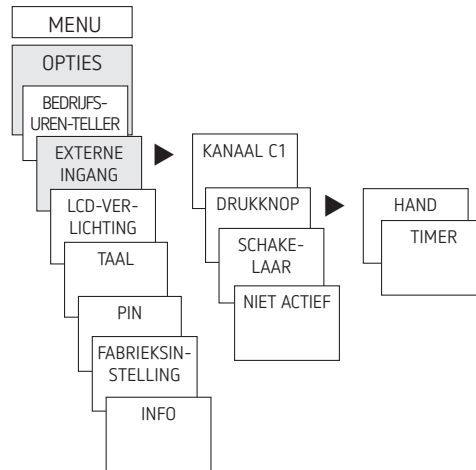 MENU
OPTIES
BEDRIJFS-
UREN-TELLER
EXTERNE
INGANG
LCD-VER-
LICHTING
TAAL
PIN
FABRIEKSIN-
STELLING
INFO
KANAAL C1
DRUKKNOP
SCHAKE-
LAAR
NIET ACTIEF
HAND
TIMER